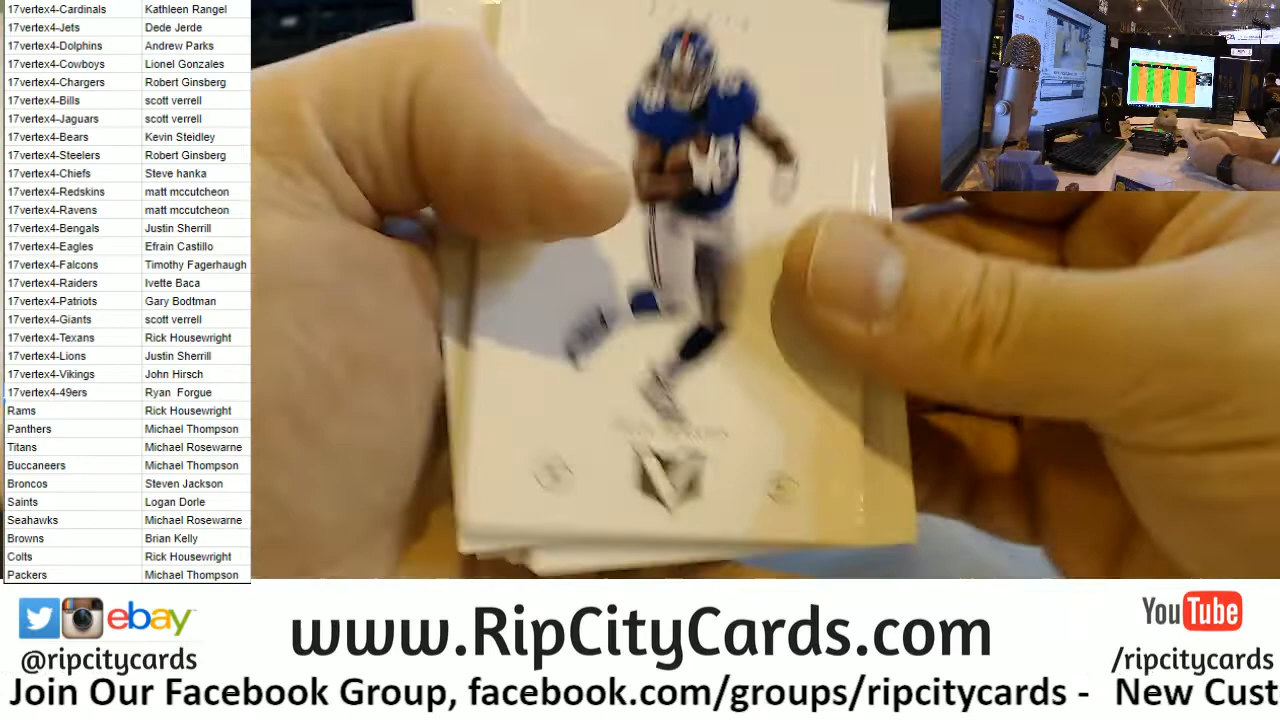 17vertex4-Cardinals Kathleen Rangel
17vertex4-Jets Dede Jerde
17vertex4-Dolphins Andrew Parks
17vertex4-Cowboys Lionel Gonzales
17vertex4-Chargers Robert Ginsberg
17vertex4-Bills scott verrell
17vertex4-Jaguars scott verrell
17vertex4-Bears Kevin Steidley
17vertex4-Steelers Robert Ginsberg
17vertex4-Chiefs Steve hanka
17vertex4-Redskins matt mccutcheon
17vertex4-Ravens matt mccutcheon
17vertex4-Bengals Justin Sherrill
17vertex4-Eagles Efrain Castillo
17vertex4-Falcons Timothy Fagerhaugh
17vertex4-Raiders Ivette Baca
17vertex4-Patriots Gary Bodtman
17vertex4-Giants scott verrell
17vertex4-Texans Rick Housewright
17vertex4-Lions Justin Sherrill
17vertex4-Vikings John Hirsch
17vertex4-49ers Ryan Forgue
Rams Rick Housewright
Panthers Michael Thompson
Titans Michael Rosewarne
Buccaneers Michael Thompson
Broncos Steven Jackson
Saints Logan Dorle
Seahawks Michael Rosewarne
Browns Brian Kelly
Colts Rick Housewright
Packers Michael Thompson
ebay
@ripcitycards
www.RipCityCards.com
YouTube
/ripcitycards
Join Our Facebook Group, facebook.com/groups/ripcitycards - New Cust